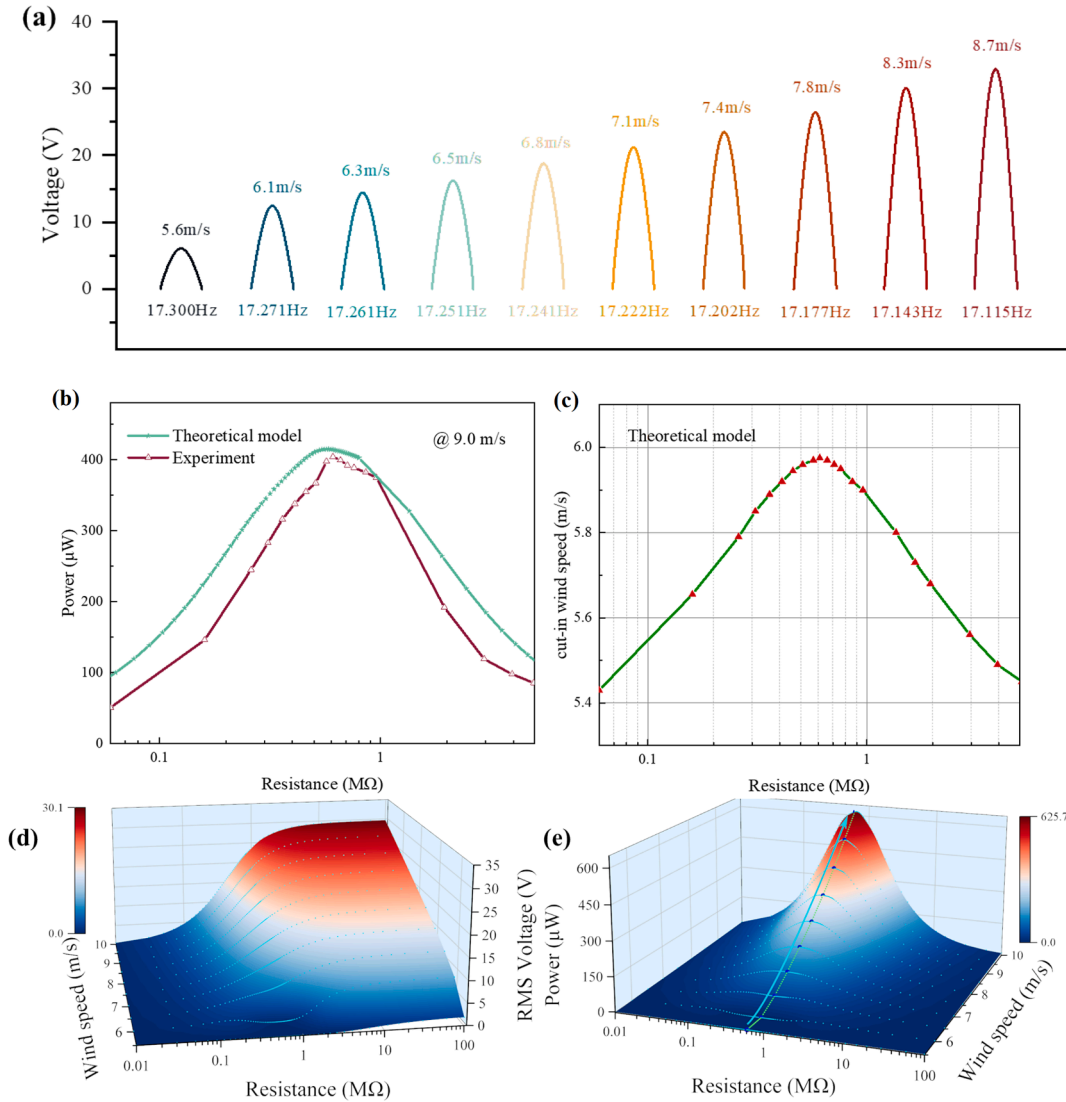 (a)
40
30
20
10
0
Voltage (V)
5.6m/s
6.1m/s
6.3m/s
6.5m/s
6.8m/s
7.1m/s
7.4m/s
7.8m/s
8.3m/s
8.7m/s
17.300Hz
17.271Hz
17.261Hz
17.251Hz
17.241Hz
17.222Hz
17.202Hz
17.177Hz
17.143Hz
17.115Hz
(b)
Theoretical model
Experiment
@ 9.0 m/s
400
300
200
100
0
Power (μW)
0.1
1
Resistance (MΩ)
(c)
Theoretical model
6.0
5.8
5.6
5.4
cut-in wind speed (m/s)
0.1
1
Resistance (MΩ)
(d)
30.1
0.0
10
9
8
7
6
Wind speed (m/s)
0.01
0.1
1
10
100
Resistance (MΩ)
35
30
25
20
15
10
5
0
RMS Voltage (V)
(e)
600
450
300
150
0
Power (μW)
0.01
0.1
1
10
100
Resistance (MΩ)
10
9
8
7
6
Wind speed (m/s)
625.7
0.0